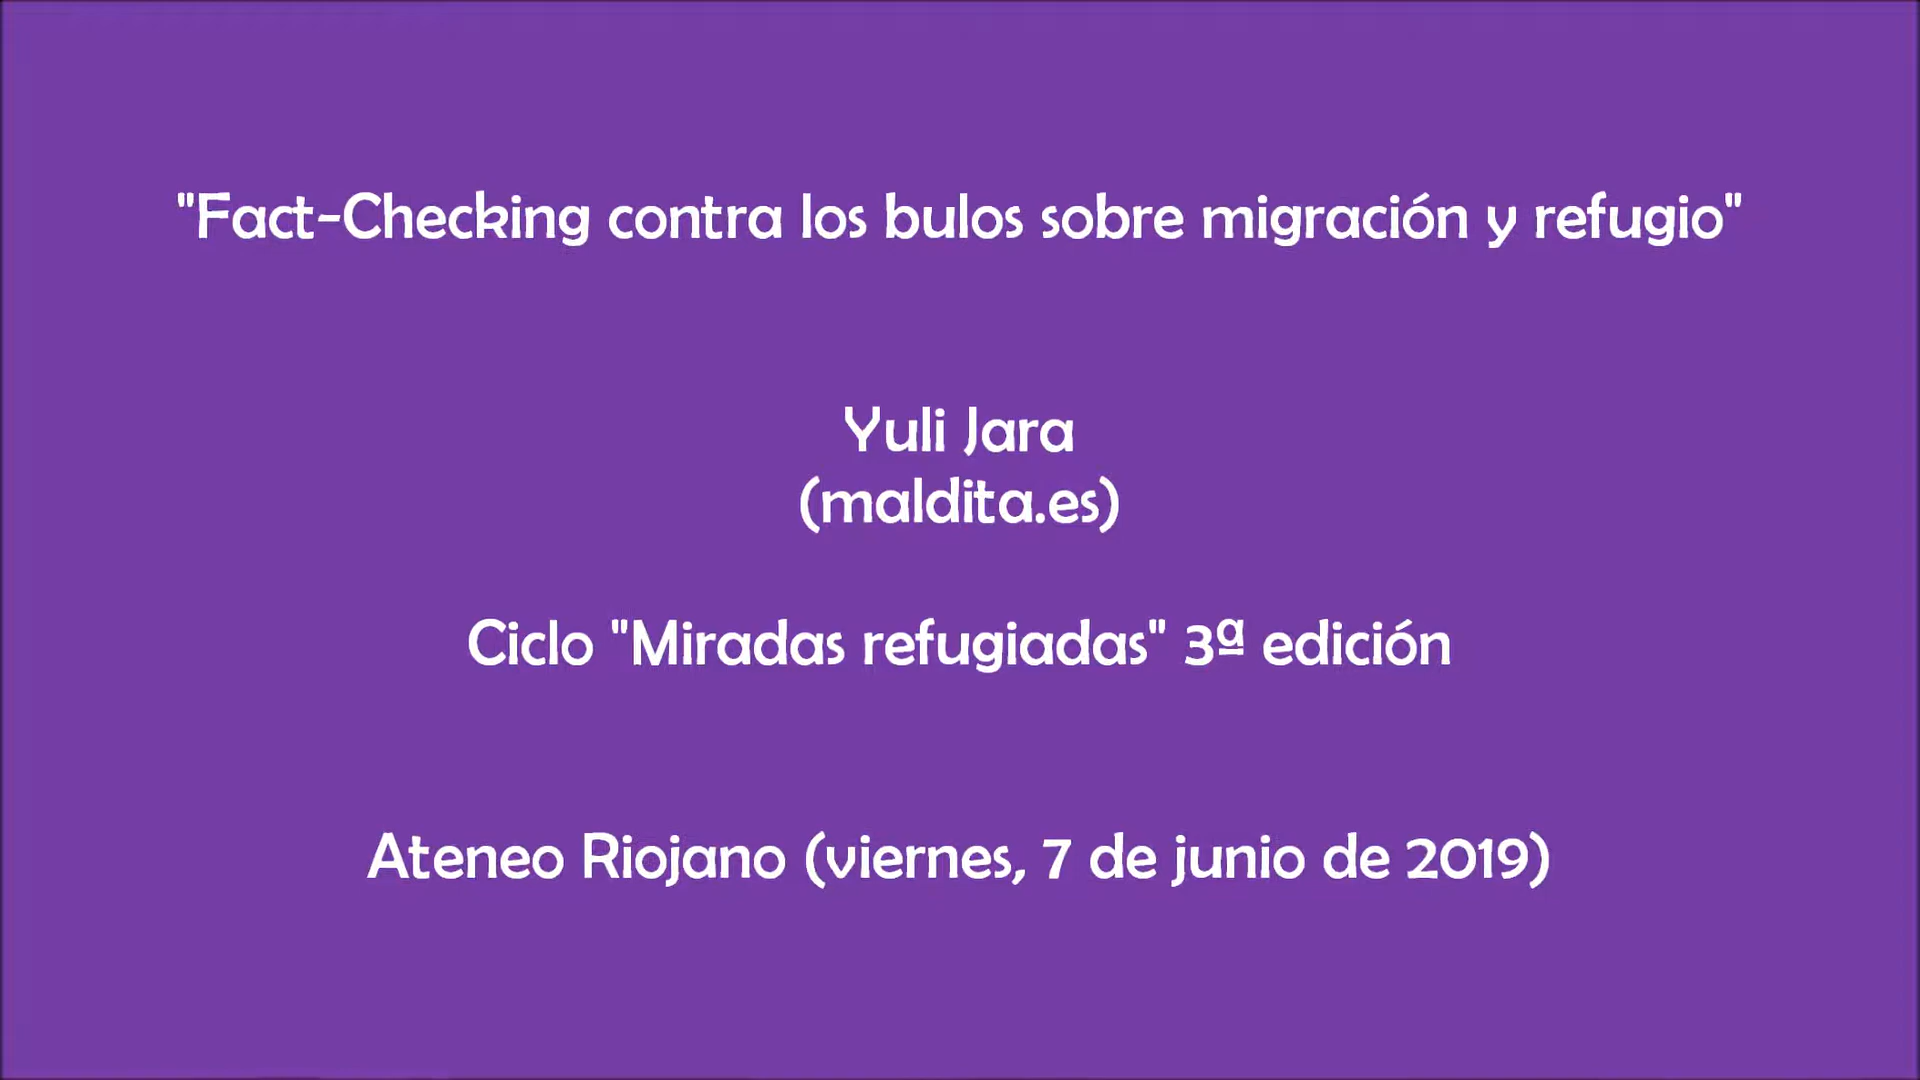 "Fact-Checking contra los bulos sobre migración y refugio"
Yuli Jara
(maldita.es)
Ciclo "Miradas refugiadas" 3ª edición
Ateneo Riojano (viernes, 7 de junio de 2019)